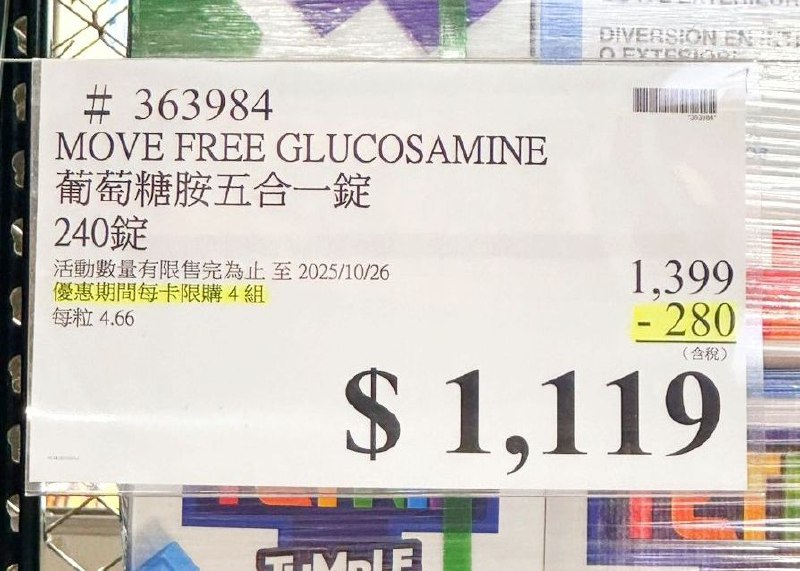 DIVERSION EN
# 363984
"363984"
MOVE FREE GLUCOSAMINE
葡萄糖胺五合一錠
240錠
活動數量有限售完為止 至 2025/10/26
優惠期間每卡限購 4 組
每粒 4.66
1,399
- 280
(含稅)
$ 1,119